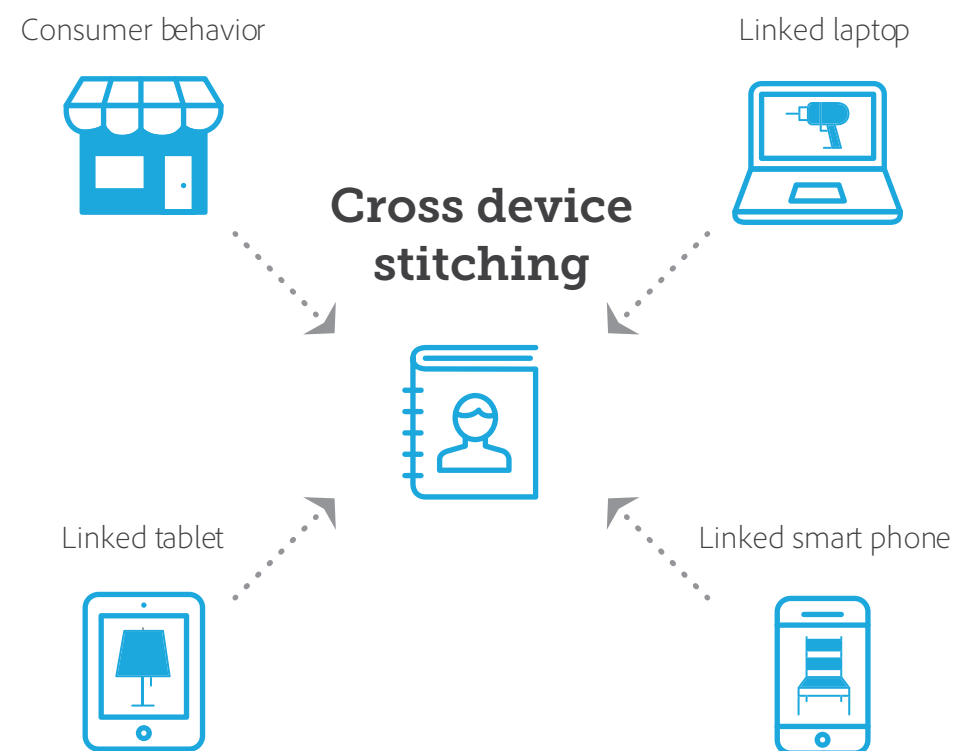 Consumer behavior
Linked laptop
Cross device
stitching
Linked tablet
Linked smart phone